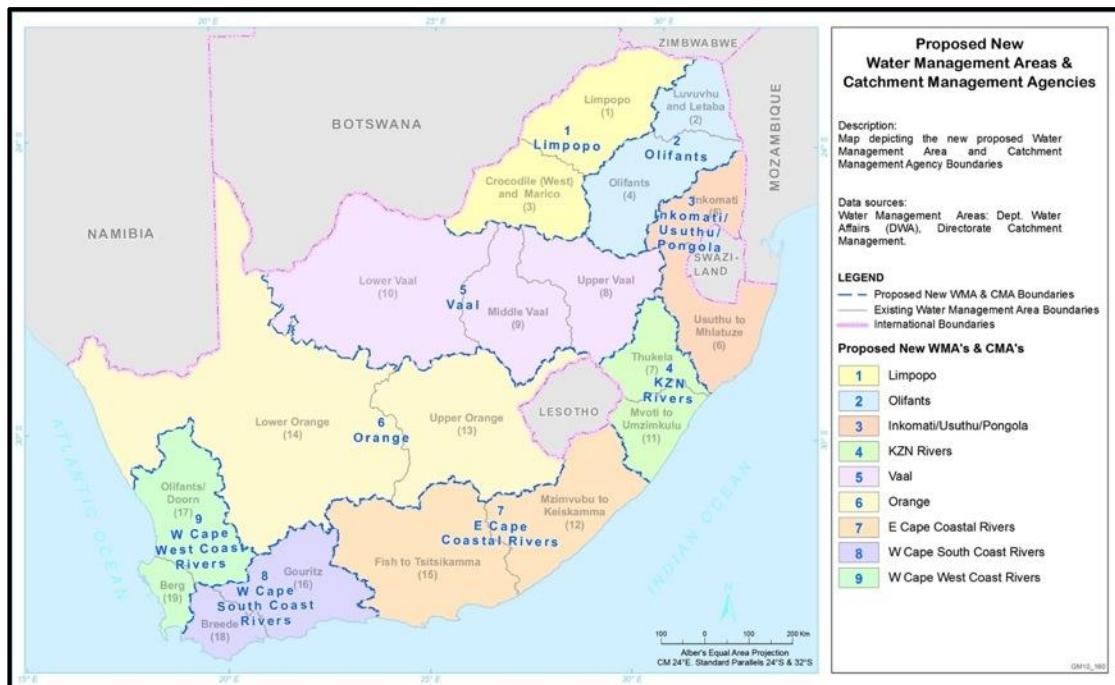 20° E
25° E
30° E
ZIMBABWE
Luvuvhu
and Letaba
(2)
Limpopo
(1)
BOTSWANA
MOZAMBIQUE
24° S
24° S
1
Limpopo
2
Olifants
Crocodile (West)
and Marico
(3)
Olifants
(4)
Inkomati
(5)
3
Inkomati/
Usuthu/
Pongola
NAMIBIA
SWAZI-
LAND
Lower Vaal
(10)
5
Vaal
Upper Vaal
(8)
Middle Vaal
(9)
Usuthu to
Mhlatuze
(6)
Thukela
(7)
4
KZN
Rivers
LESOTHO
Mvoti to
Umzimkulu
(11)
Lower Orange
(14)
6
Orange
Upper Orange
(13)
30° S
30° S
ATLANTIC OCEAN
INDIAN OCEAN
Olifants/
Doorn
(17)
9
W Cape
West Coast
Rivers
Mzimvubu to
Keiskamma
(12)
7
E Cape
Coastal Rivers
Fish to Tsitsikamma
(15)
Berg
(19)
Gouritz
(16)
8
W Cape
South Coast
Rivers
Breede
(18)
N
100 0 100 200 Km
Alber's Equal Area Projection
CM 24°E. Standard Parallels 24°S & 32°S
15° E
20° E
25° E
30° E
Proposed New
Water Management Areas &
Catchment Management Agencies
Description:
Map depicting the new proposed Water
Management Area and Catchment
Management Agency Boundaries
Data sources:
Water Management Areas: Dept. Water
Affairs (DWA), Directorate Catchment
Management.
LEGEND
Proposed New WMA & CMA Boundaries
Existing Water Management Area Boundaries
International Boundaries
Proposed New WMA's & CMA's
1 Limpopo
2 Olifants
3 Inkomati/Usuthu/Pongola
4 KZN Rivers
5 Vaal
6 Orange
7 E Cape Coastal Rivers
8 W Cape South Coast Rivers
9 W Cape West Coast Rivers
GM10_160